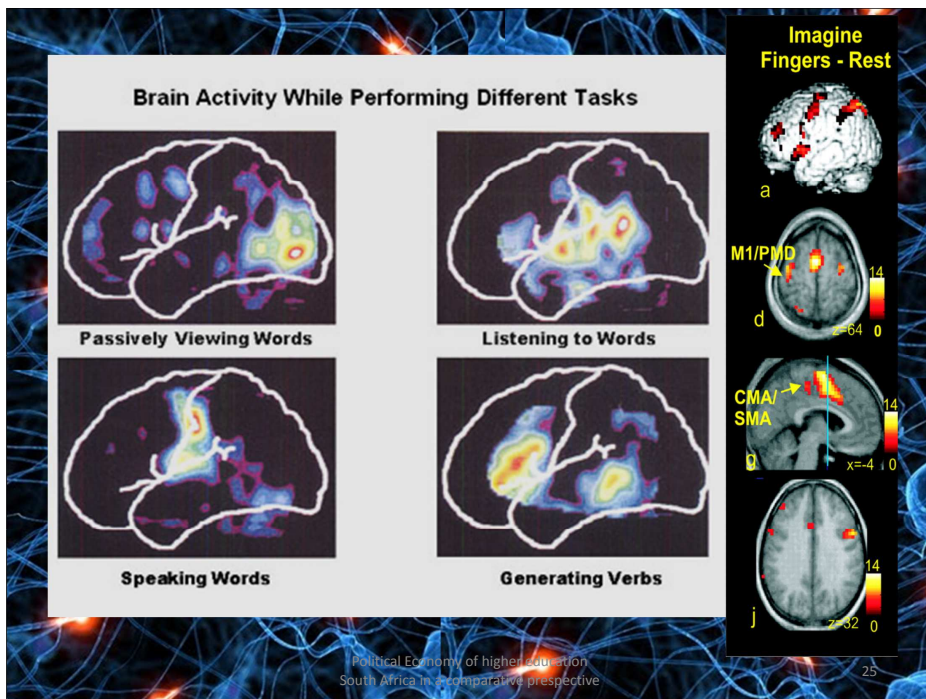 Brain Activity While Performing Different Tasks
Passively Viewing Words
Listening to Words
Speaking Words
Generating Verbs
Imagine
Fingers - Rest
a
M1/PMD
14
d
z=64
0
CMA/
SMA
14
g
x=-4
0
14
j
z=32
0
Political Economy of higher education
South Africa in a comparative prespective
25